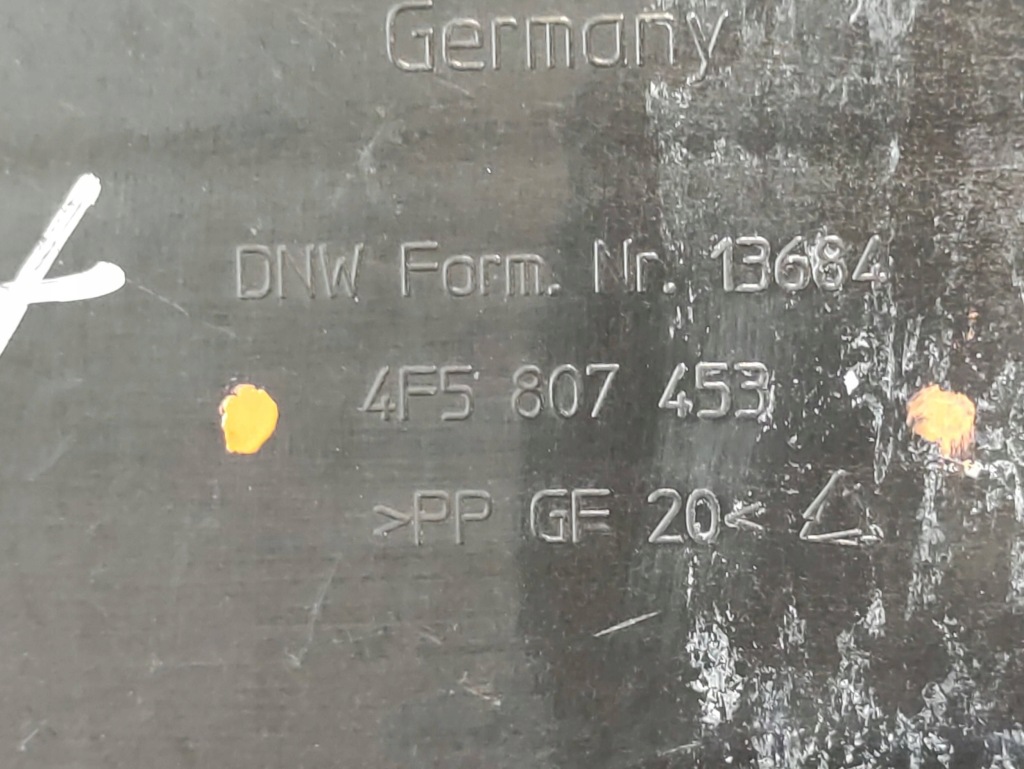 Germany
DNW Form. Nr. 13684
4F5 807 453
>PP GF 20<